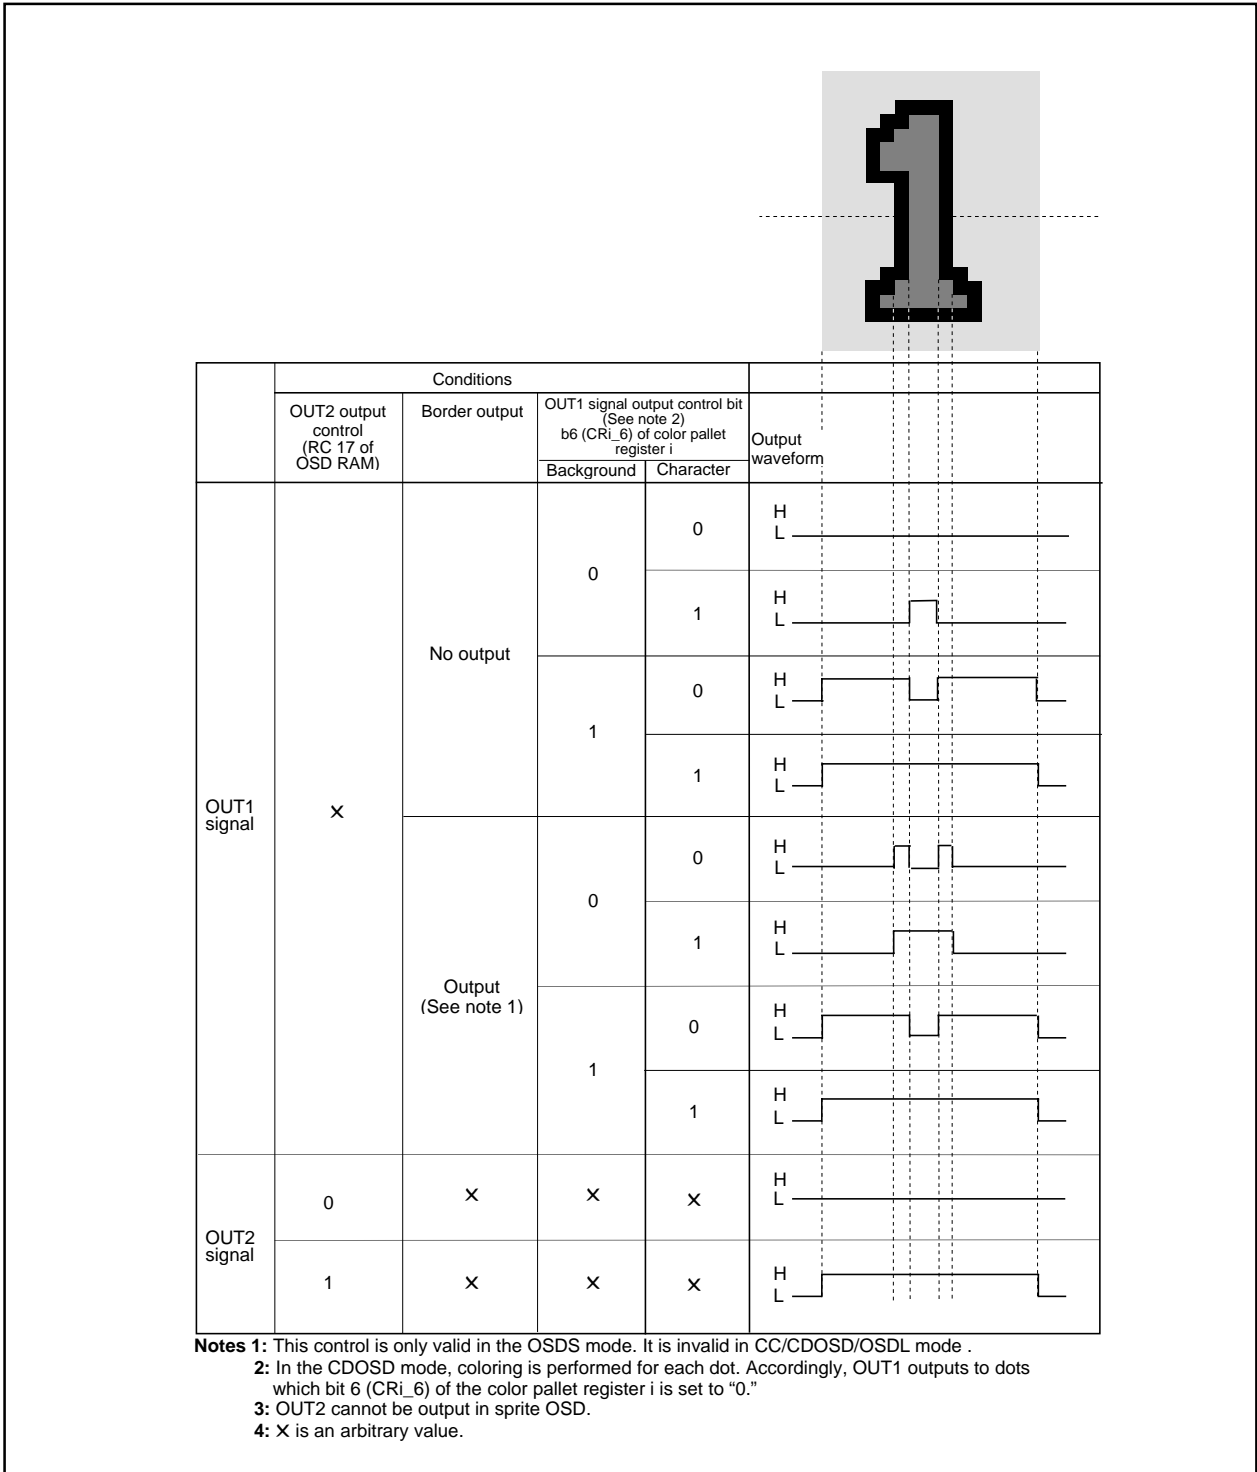 Conditions
OUT2 output
control
(RC 17 of
OSD RAM)
Border output
OUT1 signal output control bit
(See note 2)
b6 (CRi_6) of color pallet
register i
Background
Character
Output
waveform
OUT1
signal
X
No output
0
0
H
L
1
H
L
1
0
H
L
1
H
L
Output
(See note 1)
0
0
H
L
1
H
L
1
0
H
L
1
H
L
OUT2
signal
0
X
X
X
H
L
1
X
X
X
H
L
Notes 1: This control is only valid in the OSDS mode. It is invalid in CC/CDOSD/OSDL mode .
2: In the CDOSD mode, coloring is performed for each dot. Accordingly, OUT1 outputs to dots
which bit 6 (CRi_6) of the color pallet register i is set to “0.”
3: OUT2 cannot be output in sprite OSD.
4: X is an arbitrary value.